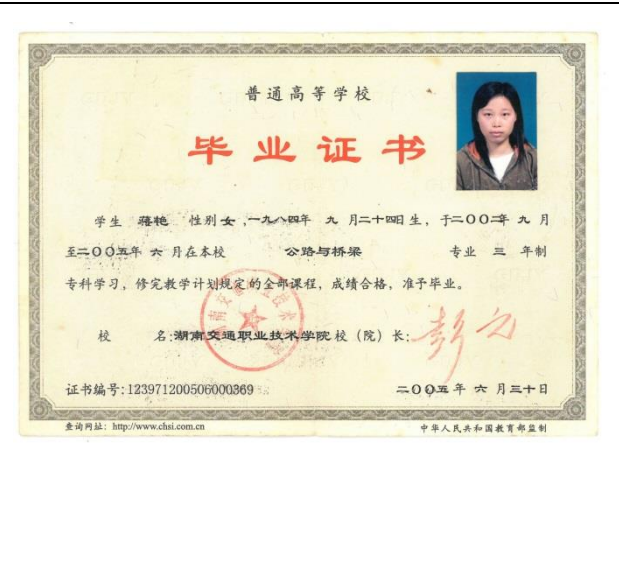 普通高等学校
毕业证书
学生 蒋艳 性别 女 ,一九八四年 九 月二十四日生，于二〇〇二年 九 月
至二〇〇五年 六 月在本校 公路与桥梁 专业 三 年制
专科学习，修完教学计划规定的全部课程，成绩合格，准予毕业。
校 名:湖南交通职业技术学院校（院）长:
证书编号:123971200506000369 二〇〇五年 六 月三十日
查询网址：http://www.chsi.com.cn 中华人民共和国教育部监制